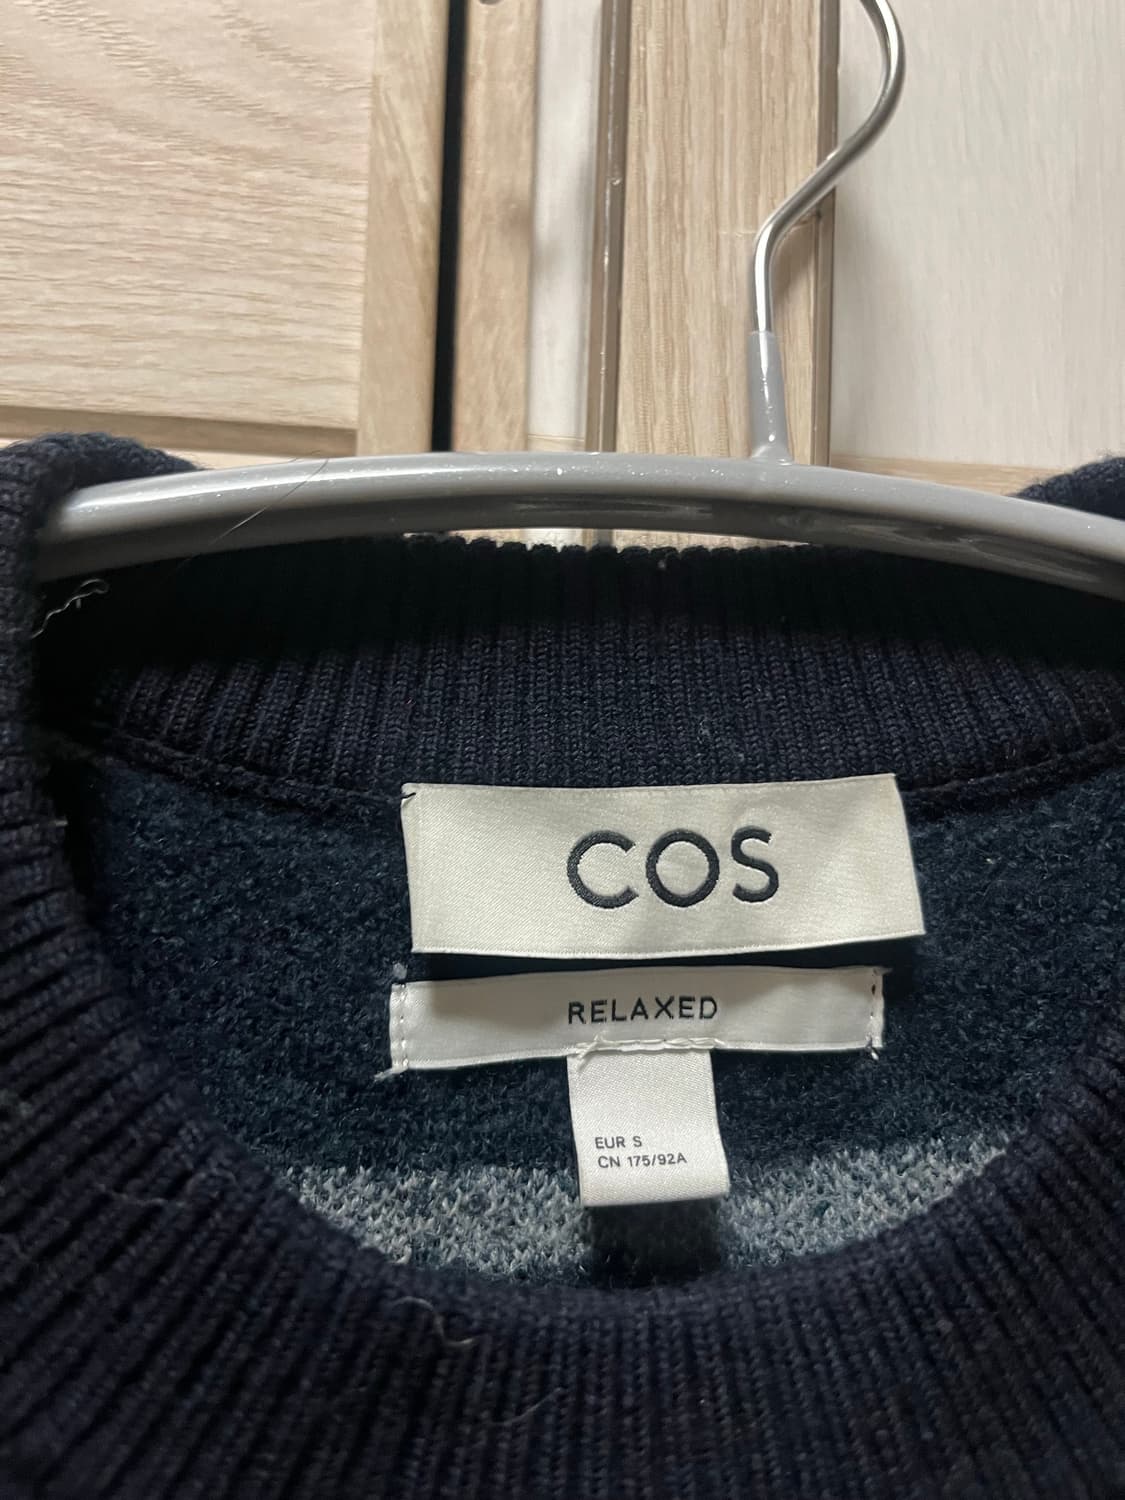 COS
RELAXED
EUR S
CN 175/92A